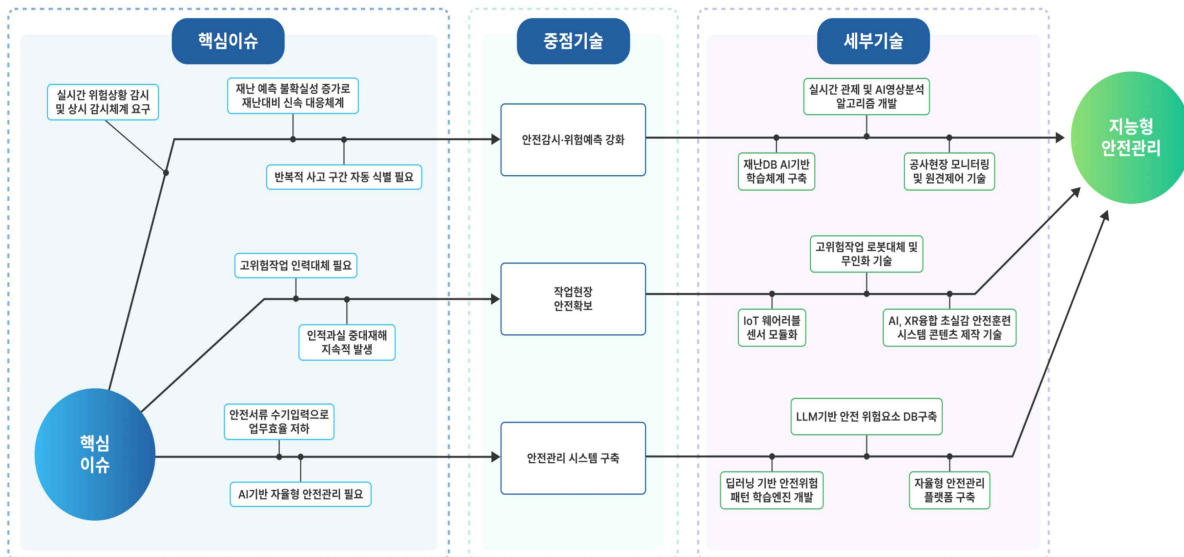 핵심이슈
중점기술
세부기술
실시간 위험상황 감시
및 상시 감시체계 요구
재난 예측 불확실성 증가로
재난대비 신속 대응체계
반복적 사고 구간 자동 식별 필요
안전감시·위험예측 강화
실시간 관제 및 AI영상분석
알고리즘 개발
재난DB AI기반
학습체계 구축
공사현장 모니터링
및 원견제어 기술
지능형
안전관리
고위험작업 인력대체 필요
인적과실 중대재해
지속적 발생
작업현장
안전확보
고위험작업 로봇대체 및
무인화 기술
IoT 웨어러블
센서 모듈화
AI, XR융합 초실감 안전훈련
시스템 콘텐츠 제작 기술
핵심
이슈
안전서류 수기입력으로
업무효율 저하
AI기반 자율형 안전관리 필요
안전관리 시스템 구축
LLM기반 안전 위험요소 DB구축
딥러닝 기반 안전위험
패턴 학습엔진 개발
자율형 안전관리
플랫폼 구축